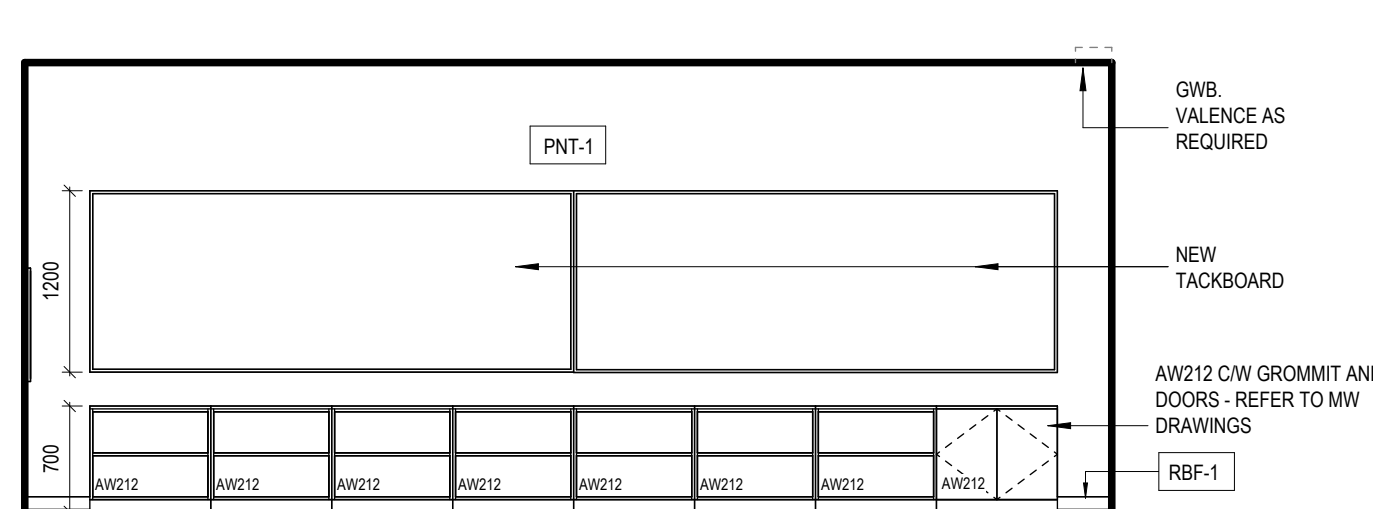 GWB.
VALENCE AS
REQUIRED
PNT-1
1200
NEW
TACKBOARD
AW212 C/W GROMMIT AND
DOORS - REFER TO MW
DRAWINGS
700
AW212 AW212 AW212 AW212 AW212 AW212 AW212 AW212
RBF-1